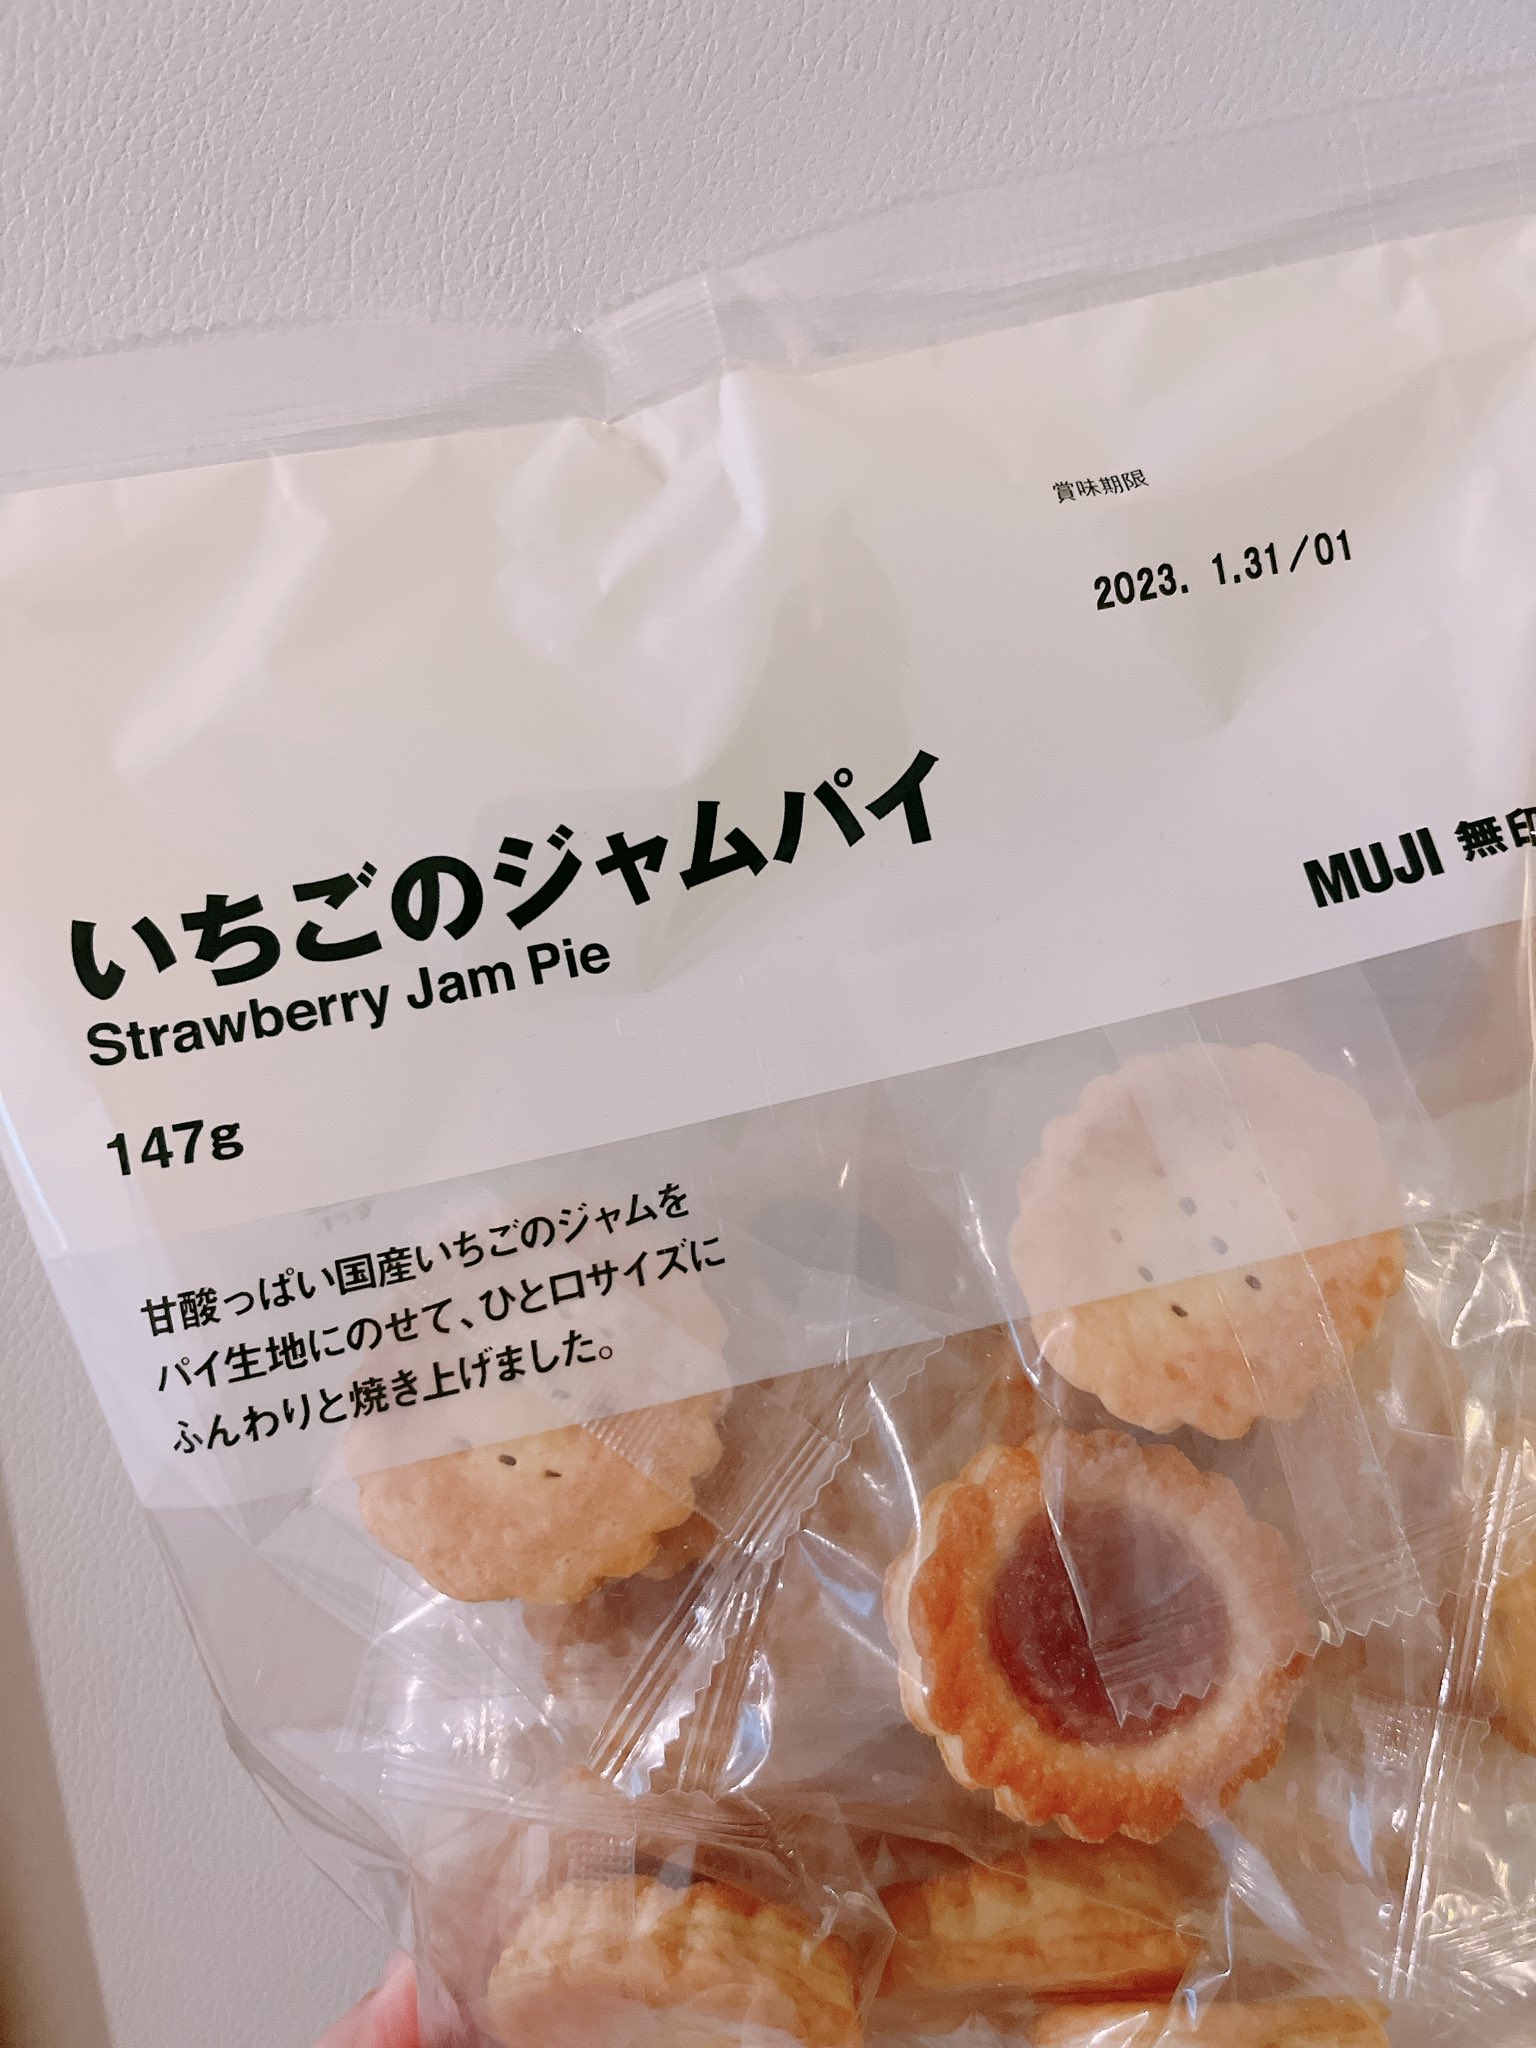 賞味期限
2023. 1.31/01
いちごのジャムパイ
Strawberry Jam Pie
MUJI 無印
147g
甘酸っぱい国産いちごのジャムを
パイ生地にのせて、ひと口サイズに
ふんわりと焼き上げました。